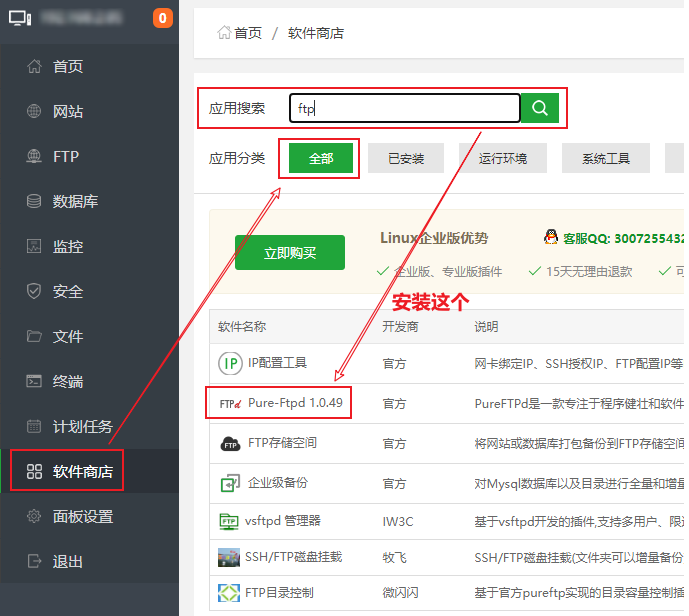 0
首页
网站
FTP
数据库
监控
安全
文件
终端
计划任务
软件商店
面板设置
退出
首页 / 软件商店
应用搜索 ftp
应用分类 全部 已安装 运行环境 系统工具
立即购买
Linux企业版优势 客服QQ: 3007255432
企业版、专业版插件 15天无理由退款
安装这个
软件名称 开发商 说明
IP IP配置工具 官方 网卡绑定IP、SSH授权IP、FTP配置IP等
FTPd Pure-Ftpd 1.0.49 官方 PureFTPd是一款专注于程序健壮和软件
FTP FTP存储空间 官方 将网站或数据库打包备份到FTP存储空间
企业级备份 官方 对Mysql数据库以及目录进行全量和增量
FTP vsftpd 管理器 IW3C 基于vsftpd开发的插件,支持多用户、限
SSH/FTP磁盘挂载 牧飞 SSH/FTP磁盘挂载(文件夹可以增量备份
FTP目录控制 微闪闪 基于官方pureftp实现的目录容量控制插